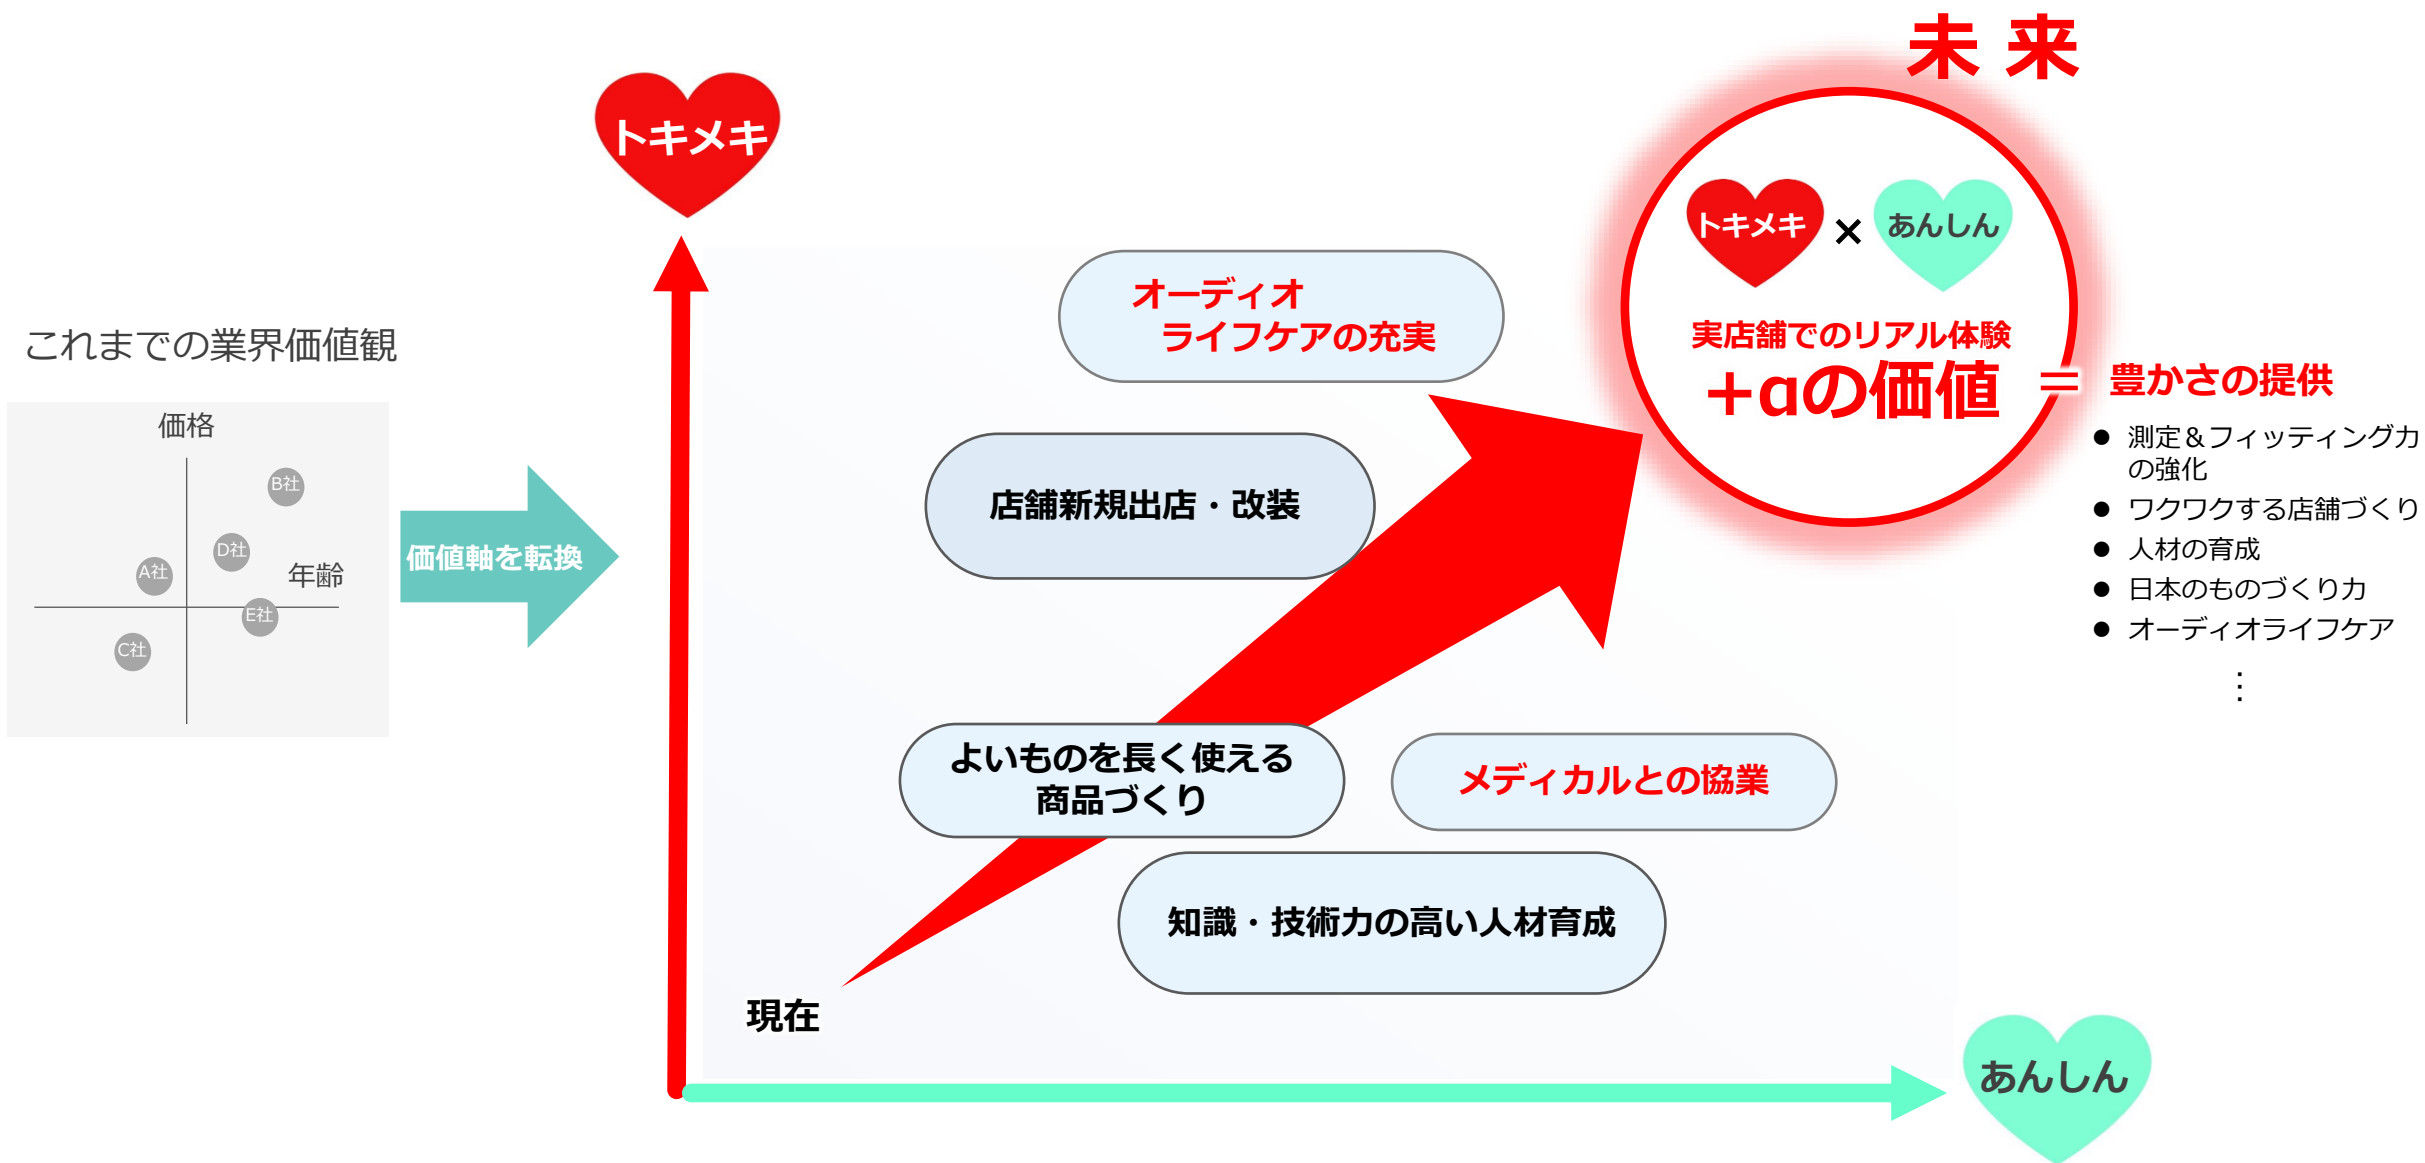 これまでの業界価値観
価格
B社
D社
A社
年齢
E社
C社
価値軸を転換
トキメキ
オーディオ
ライフケアの充実
店舗新規出店・改装
よいものを長く使える
商品づくり
メディカルとの協業
知識・技術力の高い人材育成
現在
あんしん
未来
トキメキ × あんしん
実店舗でのリアル体験
+αの価値 = 豊かさの提供
● 測定＆フィッティング力
の強化
● ワクワクする店舗づくり
● 人材の育成
● 日本のものづくり力
● オーディオライフケア
⋮